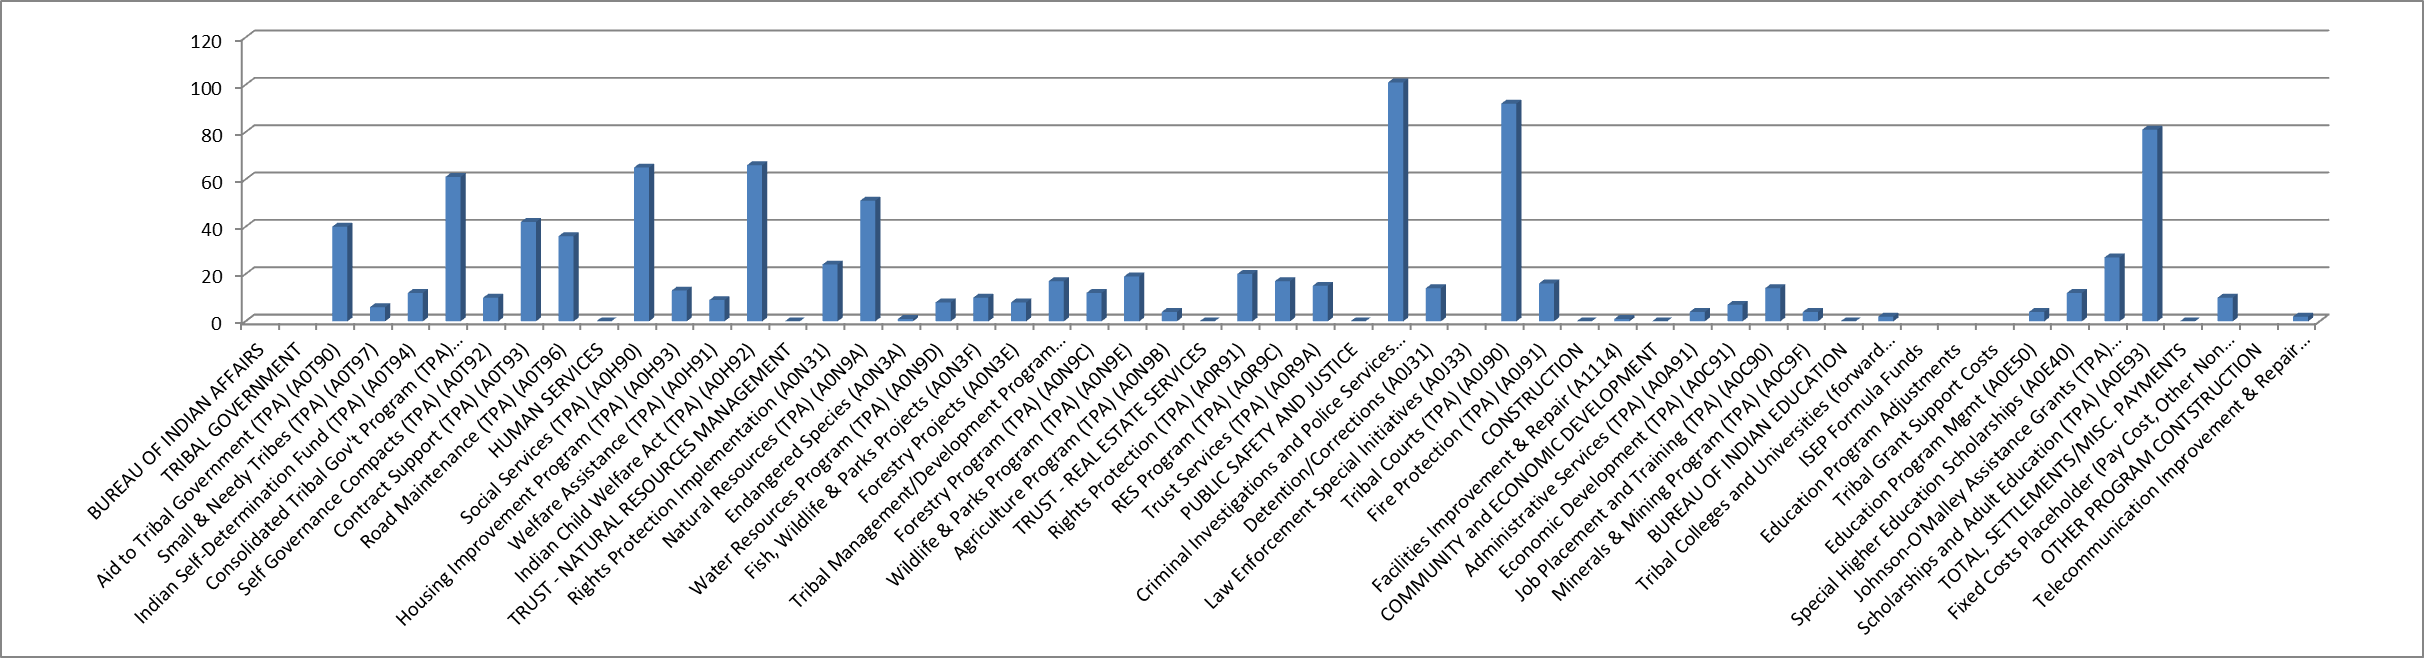 120
100
80
60
40
20
0
BUREAU OF INDIAN AFFAIRS
TRIBAL GOVERNMENT
Aid to Tribal Government (TPA) (A0T90)
Small & Needy Tribes (TPA) (A0T97)
Indian Self-Determination Fund (TPA) (A0T94)
Consolidated Tribal Gov't Program (TPA)...
Self Governance Compacts (TPA) (A0T92)
Contract Support (TPA) (A0T93)
Road Maintenance (TPA) (A0T96)
HUMAN SERVICES
Social Services (TPA) (A0H90)
Housing Improvement Program (TPA) (A0H93)
Welfare Assistance (TPA) (A0H91)
Indian Child Welfare Act (TPA) (A0H92)
TRUST - NATURAL RESOURCES MANAGEMENT
Rights Protection Implementation (A0N31)
Natural Resources (TPA) (A0N9A)
Endangered Species (A0N3A)
Water Resources Program (TPA) (A0N9D)
Fish, Wildlife & Parks Projects (A0N3F)
Forestry Projects (A0N3E)
Tribal Management/Development Program...
Forestry Program (TPA) (A0N9C)
Wildlife & Parks Program (TPA) (A0N9E)
Agriculture Program (TPA) (A0N9B)
TRUST - REAL ESTATE SERVICES
Rights Protection (TPA) (A0R91)
RES Program (TPA) (A0R9C)
Trust Services (TPA) (A0R9A)
PUBLIC SAFETY AND JUSTICE
Criminal Investigations and Police Services...
Detention/Corrections (A0J31)
Law Enforcement Special Initiatives (A0J33)
Tribal Courts (TPA) (A0J90)
Fire Protection (TPA) (A0J91)
CONSTRUCTION
Facilities Improvement & Repair (A1114)
COMMUNITY and ECONOMIC DEVELOPMENT
Administrative Services (TPA) (A0A91)
Economic Development (TPA) (A0C91)
Job Placement and Training (TPA) (A0C90)
Minerals & Mining Program (TPA) (A0C9F)
BUREAU OF INDIAN EDUCATION
Tribal Colleges and Universities (forward...
ISEP Formula Funds
Education Program Adjustments
Tribal Grant Support Costs
Education Program Mgmt (A0E50)
Special Higher Education Scholarships (A0E40)
Johnson-O'Malley Assistance Grants (TPA)...
Scholarships and Adult Education (TPA) (A0E93)
TOTAL, SETTLEMENTS/MISC. PAYMENTS
Fixed Costs Placeholder (Pay Cost, Other Non...
OTHER PROGRAM CONTSTRUCTION
Telecommunication Improvement & Repair...